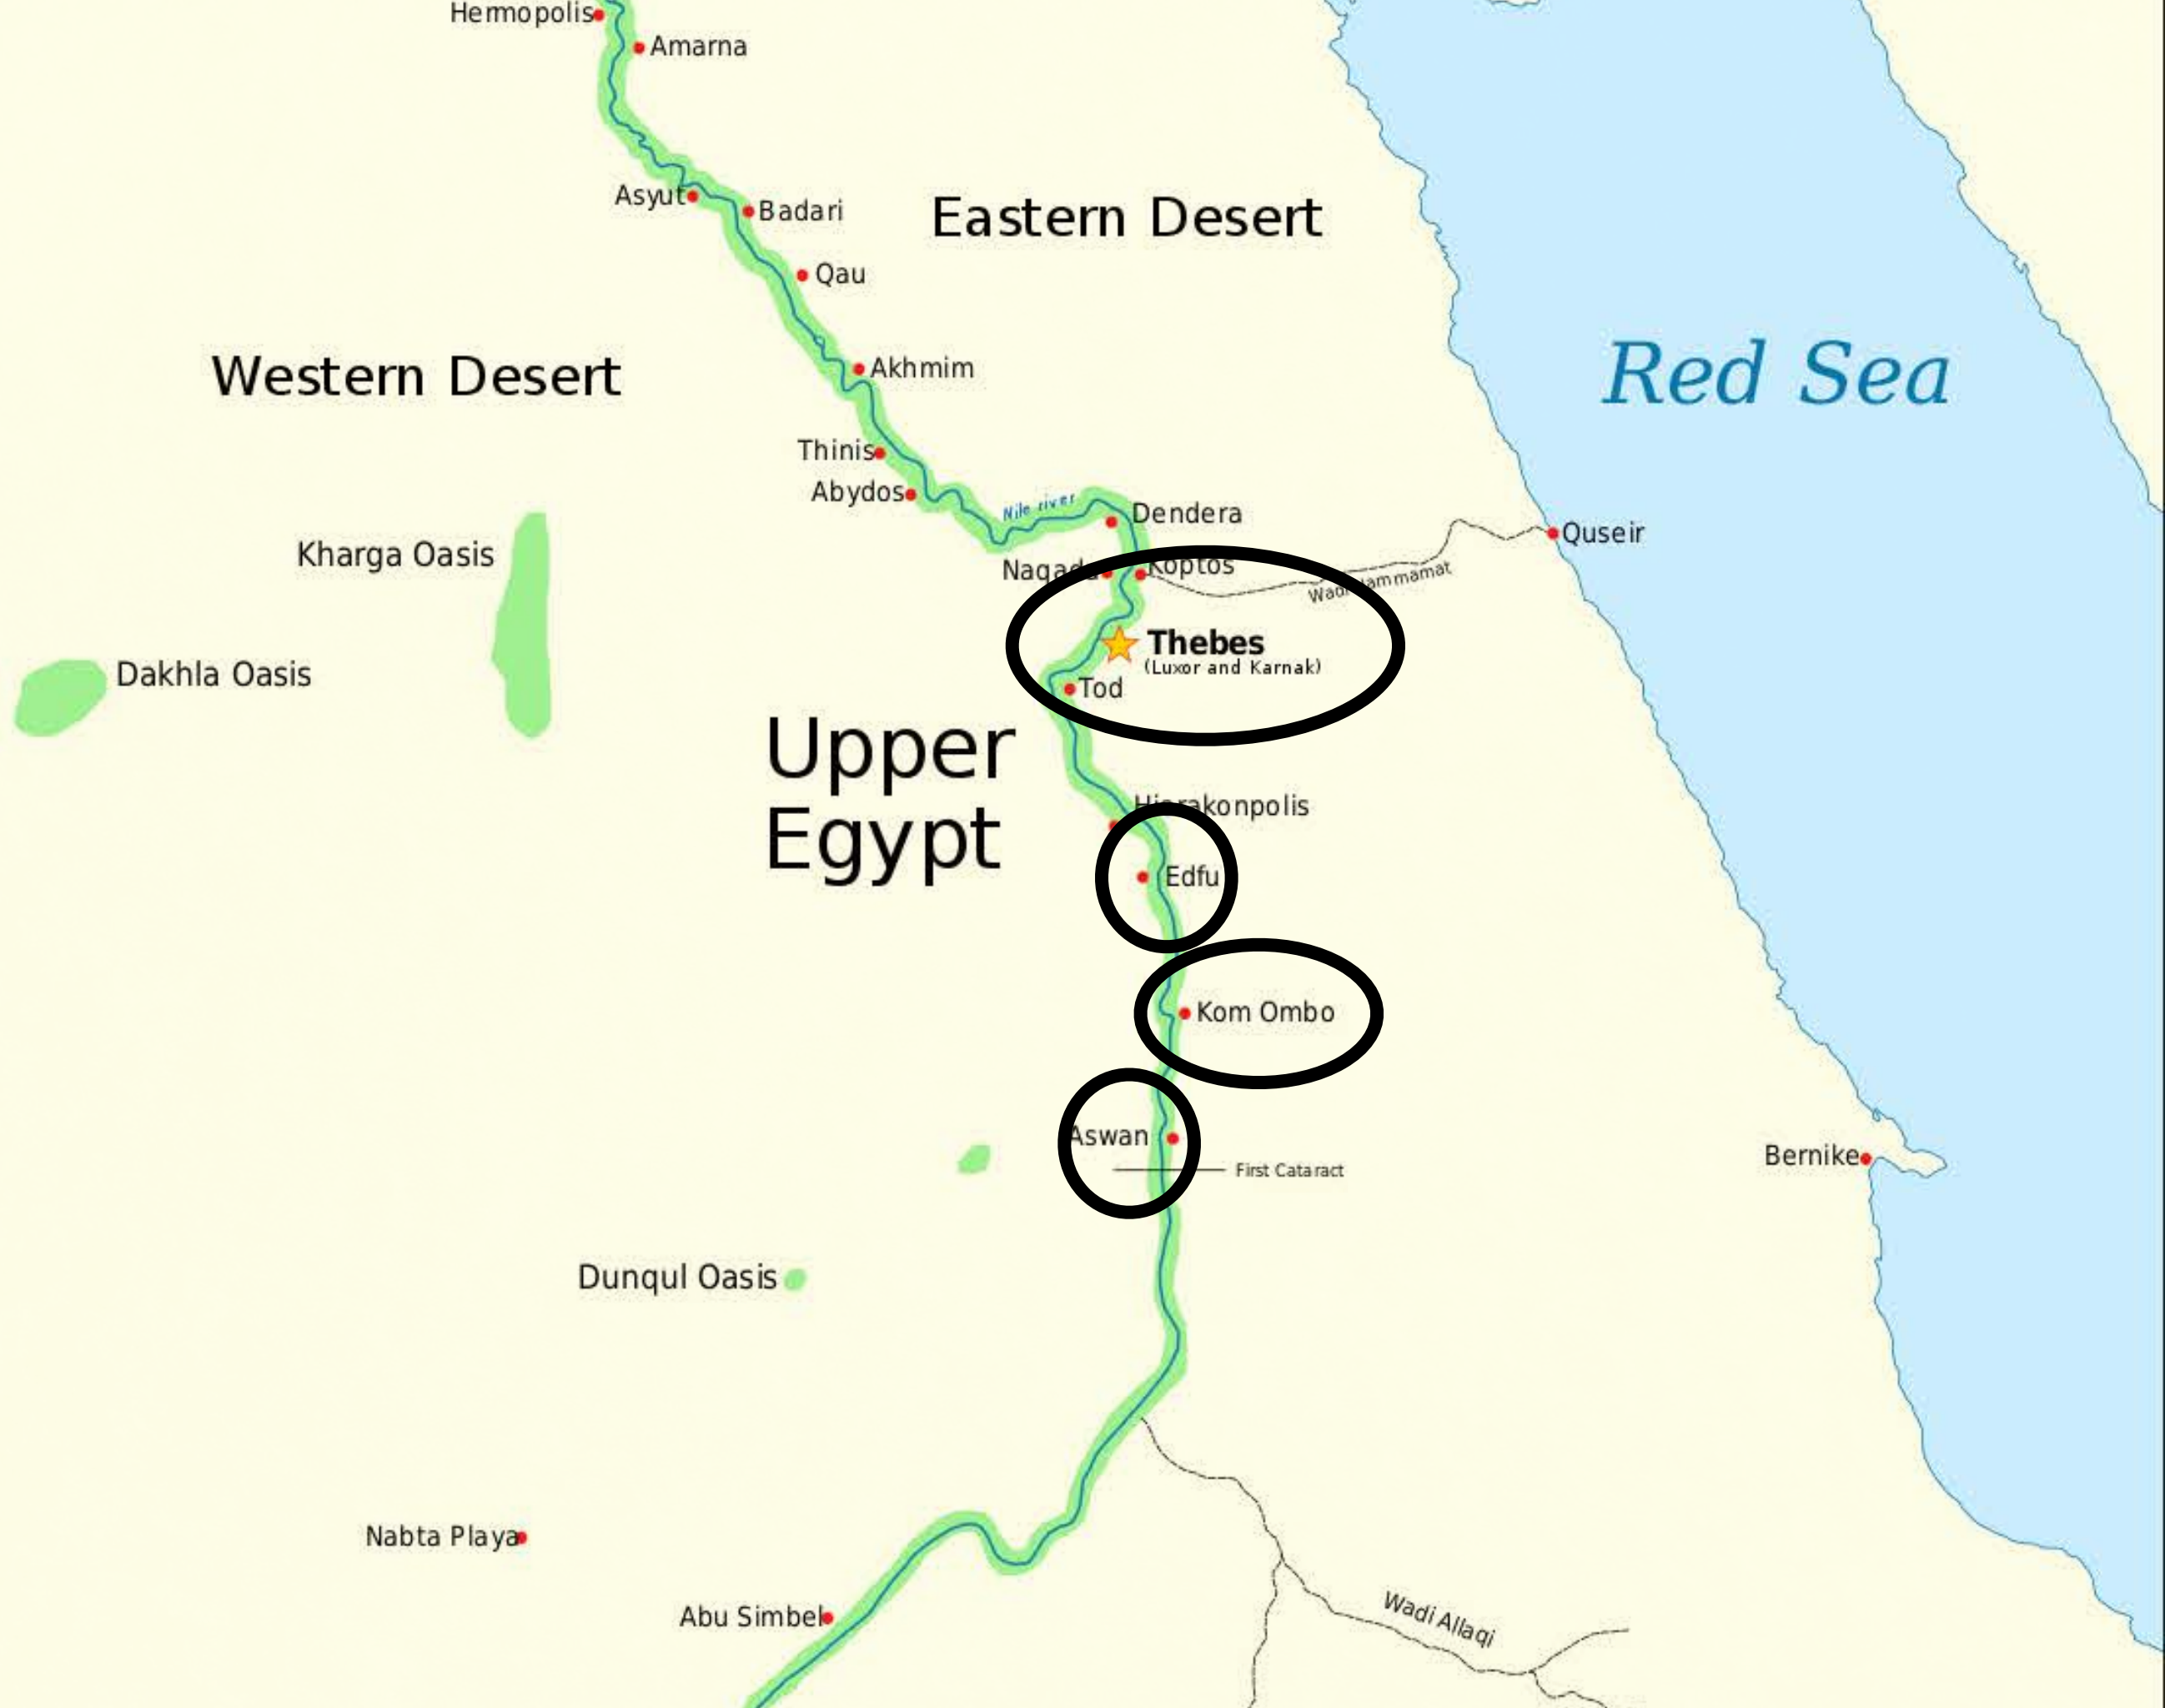 Hermopolis
Amarna
Asyut
Badari
Eastern Desert
Qau
Western Desert
Akhmim
Red Sea
Thinis
Abydos
Nile river
Dendera
Quseir
Kharga Oasis
Naqada
Koptos
Wadi Hammamat
Thebes
(Luxor and Karnak)
Dakhla Oasis
Tod
Upper
Egypt
Hierakonpolis
Edfu
Kom Ombo
Aswan
First Cataract
Bernike
Dunqul Oasis
Nabta Playa
Abu Simbel
Wadi Allaqi